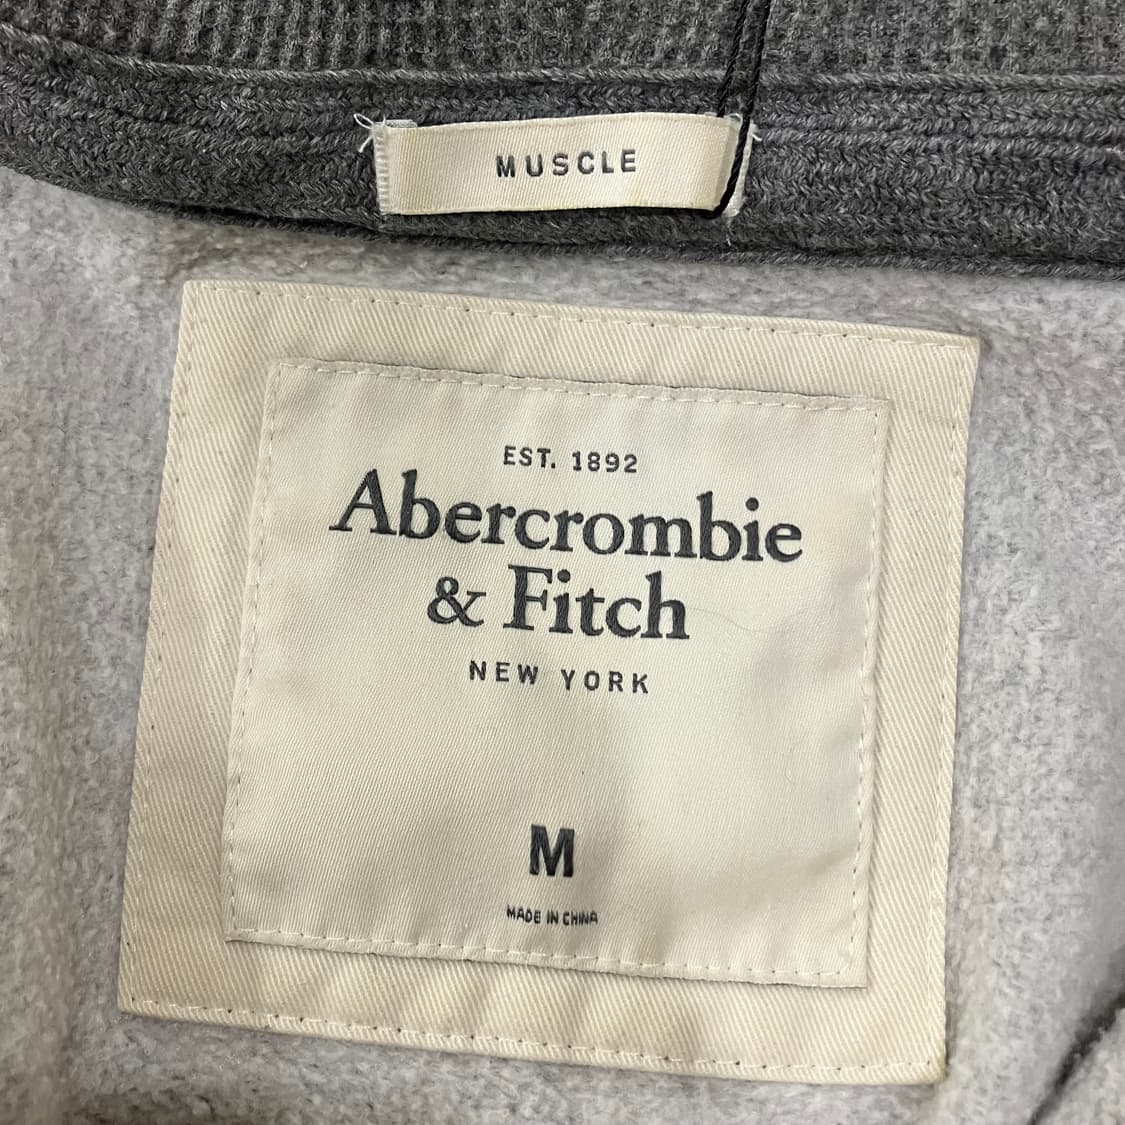 MUSCLE
EST. 1892
Abercrombie
& Fitch
NEW YORK
M
MADE IN CHINA